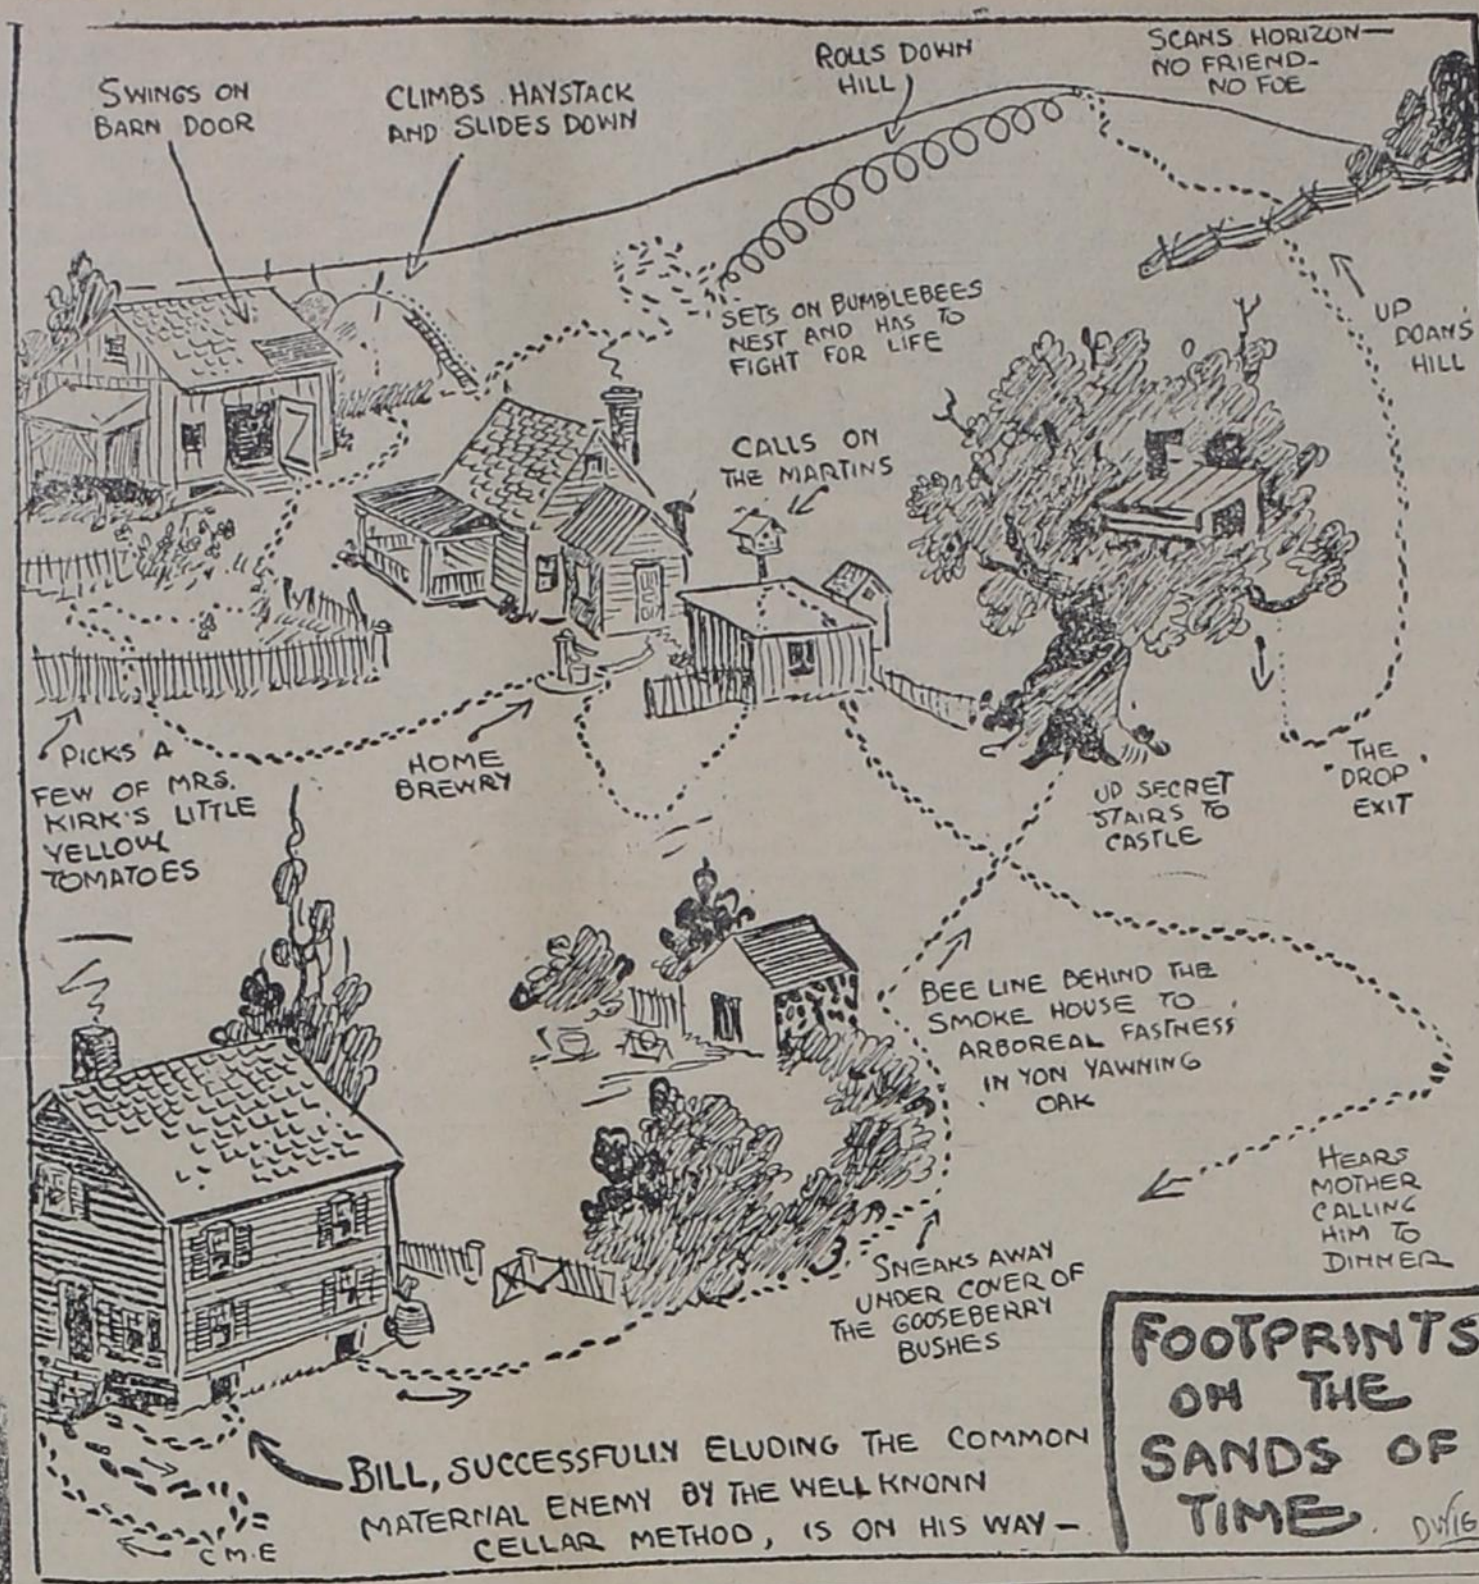 SWINGS ON
BARN DOOR
CLIMBS HAYSTACK
AND SLIDES DOWN
ROLLS DOWN
HILL
SCANS HORIZON—
NO FRIEND-
NO FOE
SETS ON BUMBLEBEES
NEST AND HAS TO
FIGHT FOR LIFE
UP
DOAN'S
HILL
CALLS ON
THE MARTINS
PICKS A
FEW OF MRS.
KIRK'S LITTLE
YELLOW
TOMATOES
HOME
BREWRY
UP SECRET
STAIRS TO
CASTLE
THE
"DROP"
EXIT
BEE LINE BEHIND THE
SMOKE HOUSE TO
ARBOREAL FASTNESS
IN YON YAWNING
OAK
HEARS
MOTHER
CALLING
HIM TO
DINNER
SNEAKS AWAY
UNDER COVER OF
THE GOOSEBERRY
BUSHES
BILL, SUCCESSFULLY ELUDING THE COMMON
MATERNAL ENEMY BY THE WELL KNONN
CELLAR METHOD, IS ON HIS WAY—
C.M.E
FOOTPRINTS
ON THE
SANDS OF
TIME.
DWIG